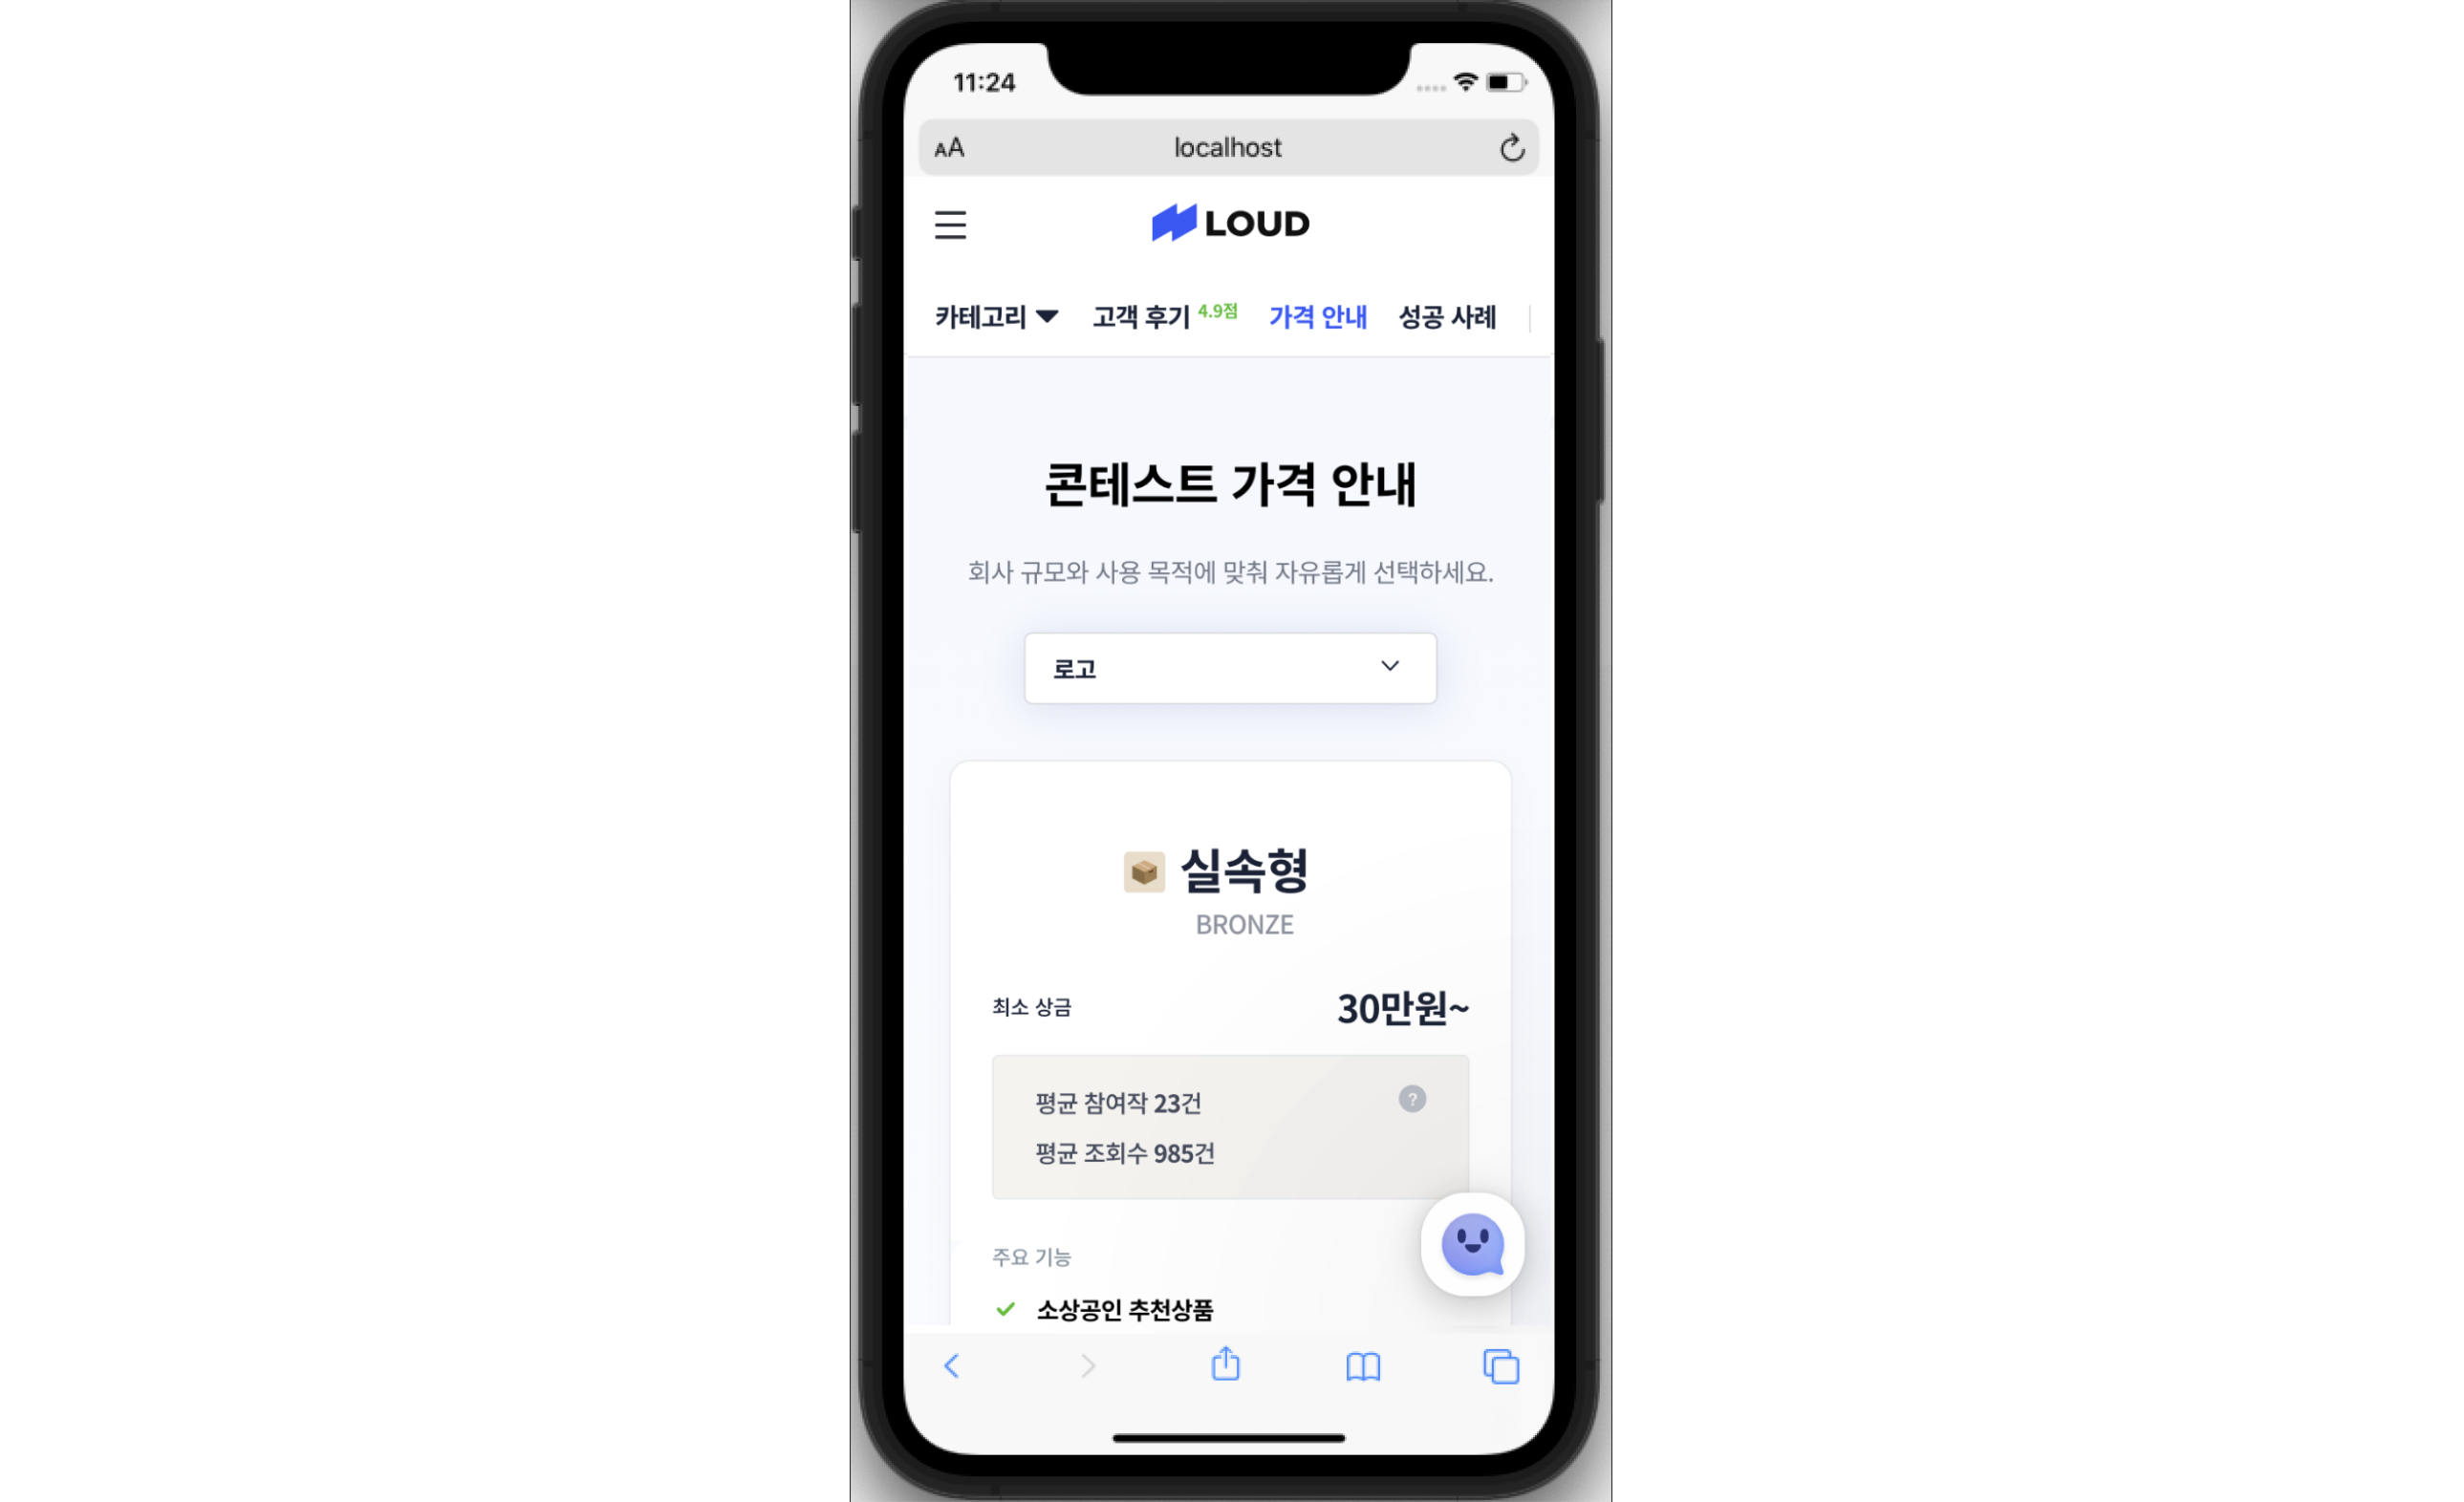 11:24
AA localhost
LOUD
카테고리 고객 후기 4.9점 가격 안내 성공 사례
콘테스트 가격 안내
회사 규모와 사용 목적에 맞춰 자유롭게 선택하세요.
로고
실속형
BRONZE
최소 상금 30만원~
평균 참여작 23건 ?
평균 조회수 985건
주요 기능
소상공인 추천상품